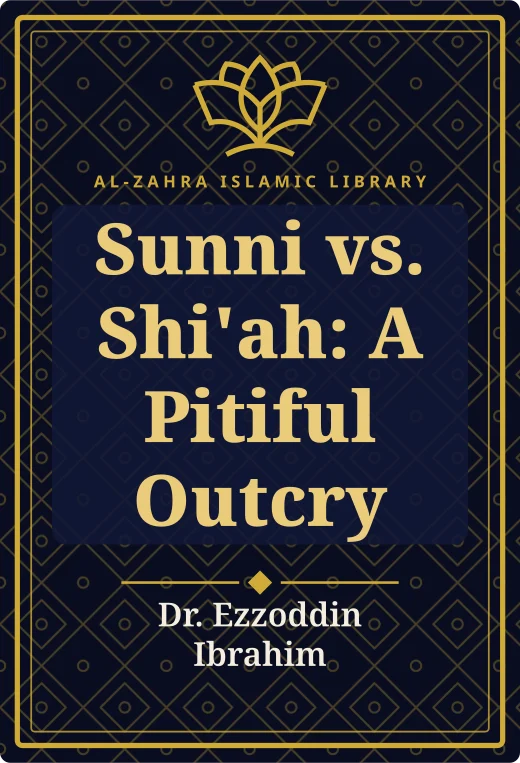 AL-ZAHRA ISLAMIC LIBRARY
Sunni vs.
Shi'ah: A
Pitiful
Outcry
Dr. Ezzoddin
Ibrahim